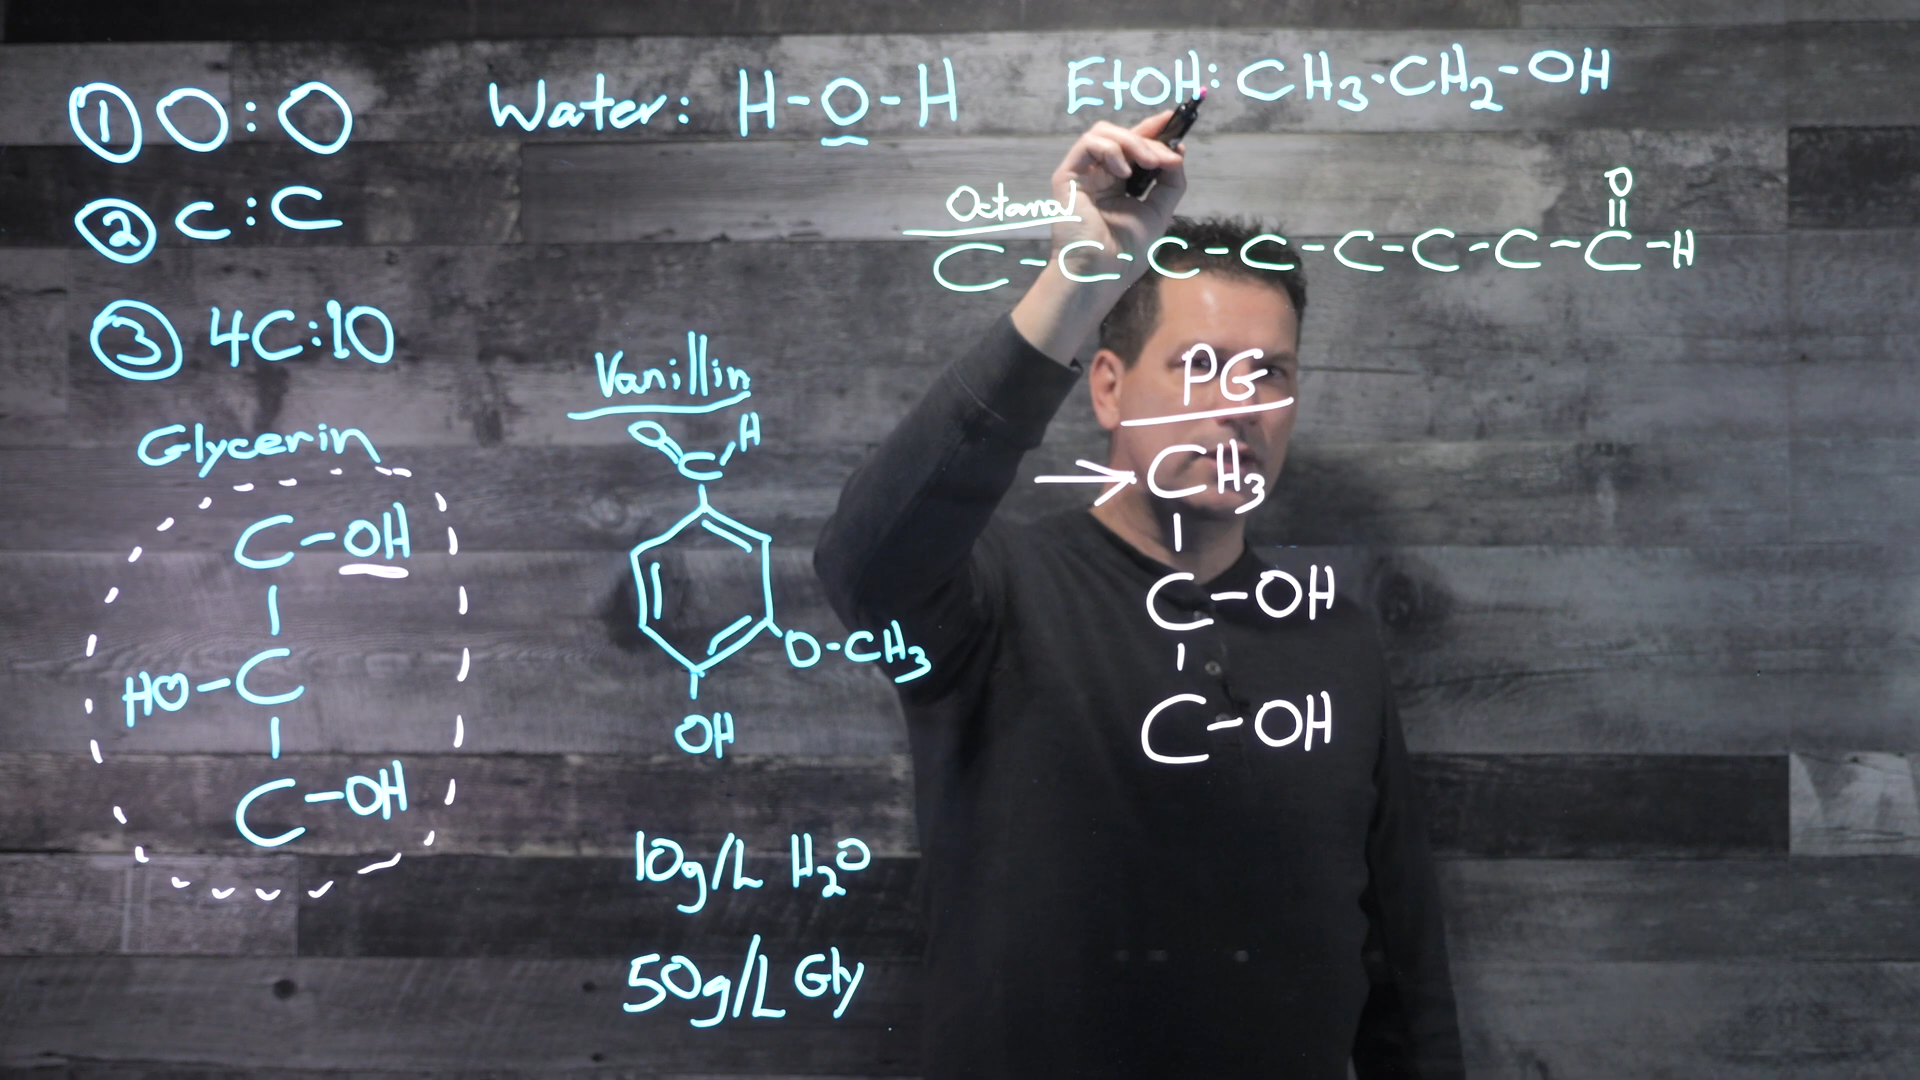 ① O : O
Water: H-O-H
EtOH: CH₃-CH₂-OH
② C : C
Octanal
C-C-C-C-C-C-C-C-H
O
③ 4C:1O
Vanillin
O
H
C
O-CH₃
OH
PG
CH₃
C-OH
C-OH
Glycerin
C-OH
HO-C
C-OH
10g/L H₂O
50g/L Gly